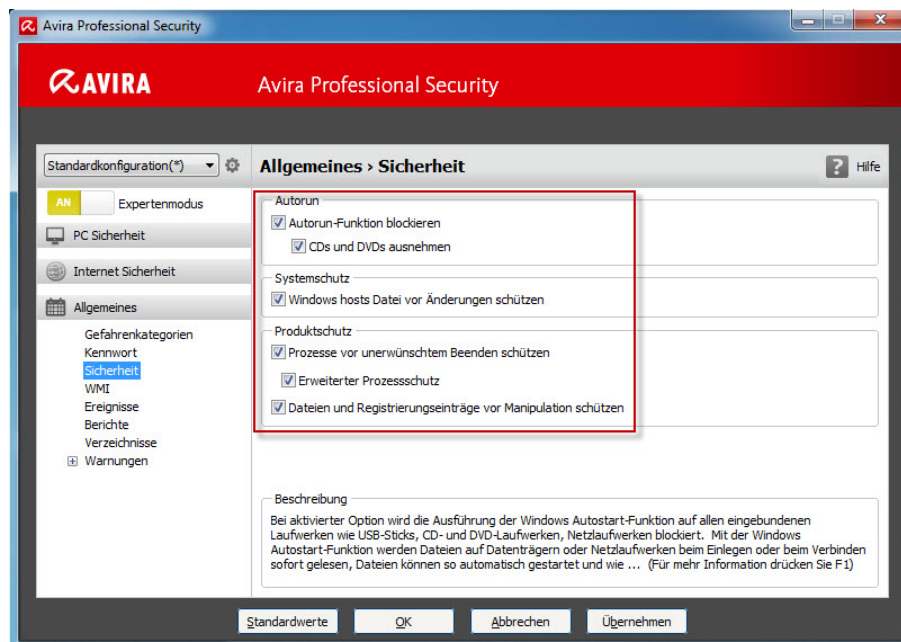 Avira Professional Security
AVIRA
Avira Professional Security
Standardkonfiguration(*)
Allgemeines › Sicherheit
? Hilfe
AN Expertenmodus
PC Sicherheit
Internet Sicherheit
Allgemeines
Gefahrenkategorien
Kennwort
Sicherheit
WMI
Ereignisse
Berichte
Verzeichnisse
Warnungen
Autorun
Autorun-Funktion blockieren
CDs und DVDs ausnehmen
Systemschutz
Windows hosts Datei vor Änderungen schützen
Produktschutz
Prozesse vor unerwünschtem Beenden schützen
Erweiterter Prozessschutz
Dateien und Registrierungseinträge vor Manipulation schützen
Beschreibung
Bei aktivierter Option wird die Ausführung der Windows Autostart-Funktion auf allen eingebundenen
Laufwerken wie USB-Sticks, CD- und DVD-Laufwerken, Netzlaufwerken blockiert. Mit der Windows
Autostart-Funktion werden Dateien auf Datenträgern oder Netzlaufwerken beim Einlegen oder beim Verbinden
sofort gelesen, Dateien können so automatisch gestartet und wie ... (Für mehr Information drücken Sie F1)
Standardwerte
OK
Abbrechen
Übernehmen